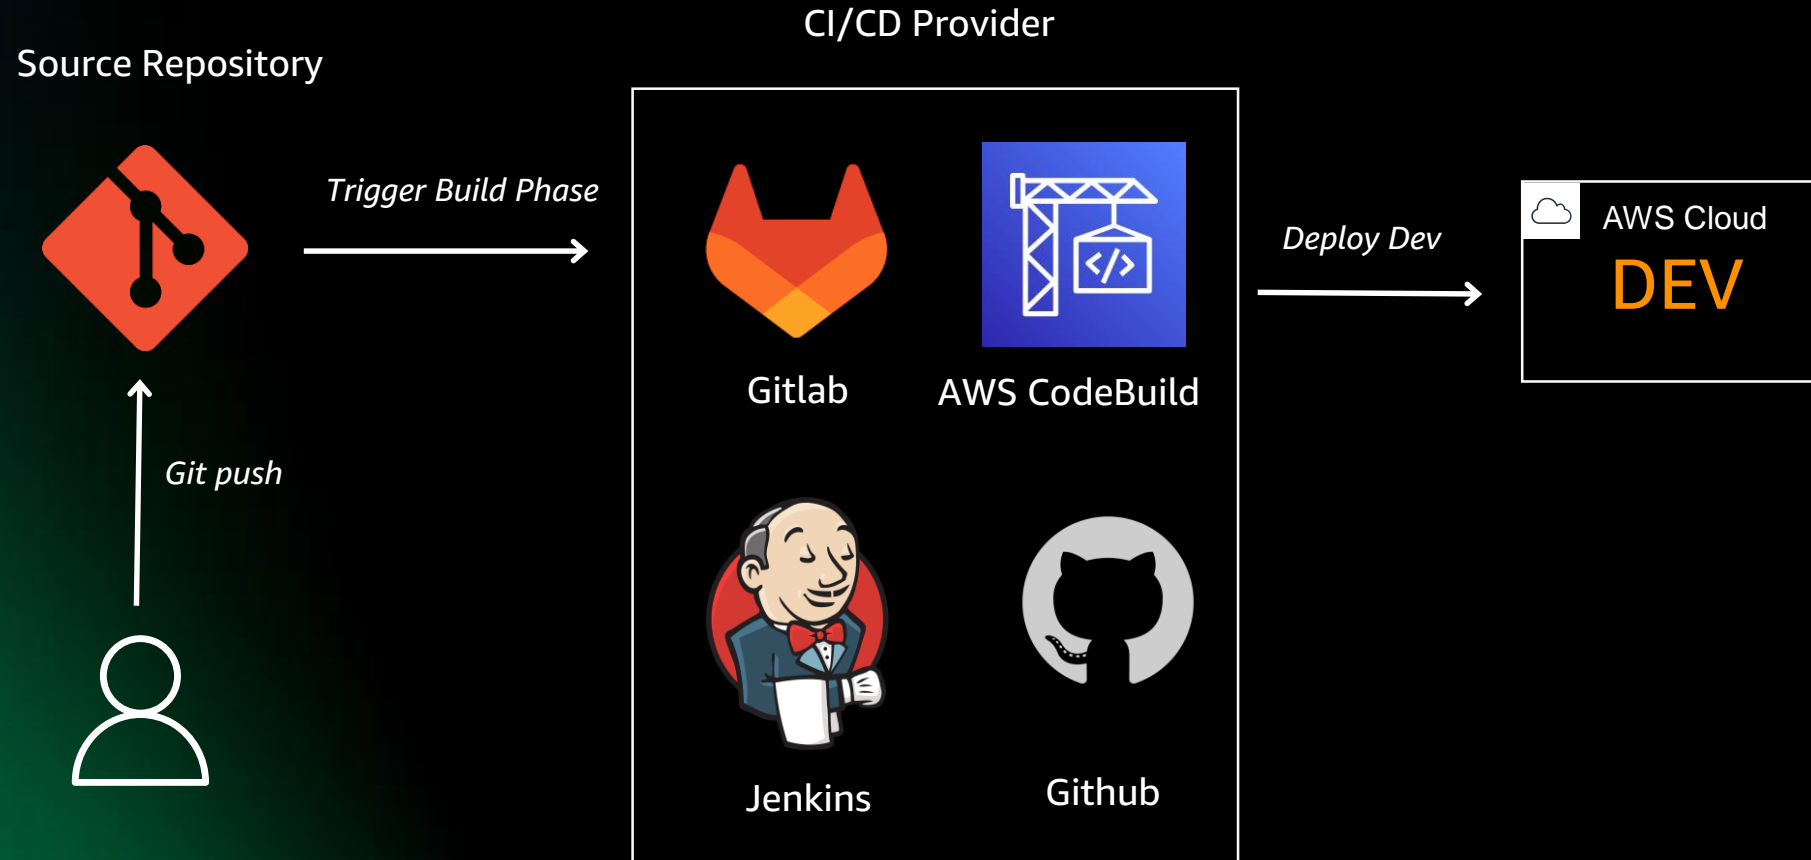 CI/CD Provider
Source Repository
Trigger Build Phase
Git push
Gitlab
</>
AWS CodeBuild
Jenkins
Github
Deploy Dev
AWS Cloud
DEV